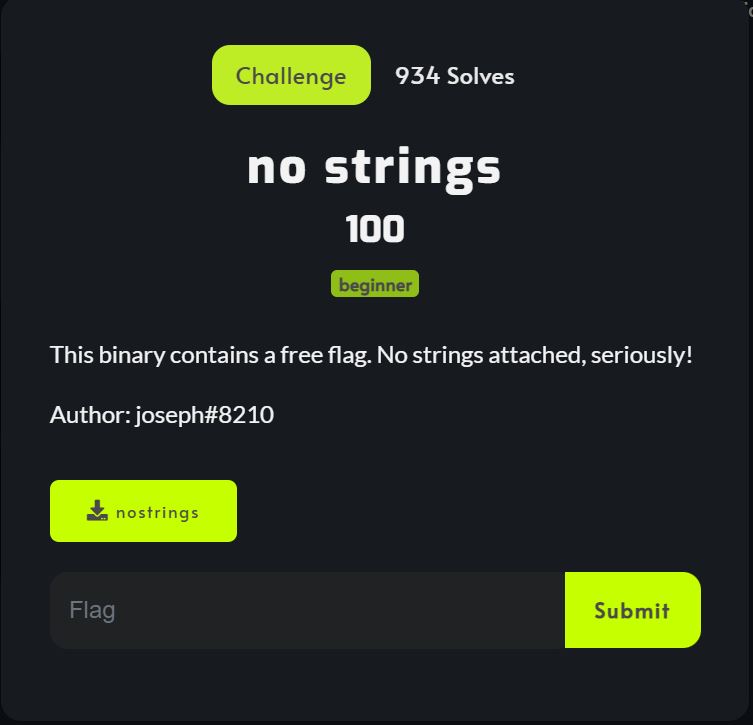 Challenge 934 Solves
no strings
100
beginner
This binary contains a free flag. No strings attached, seriously!
Author: joseph#8210
nostrings
Flag Submit